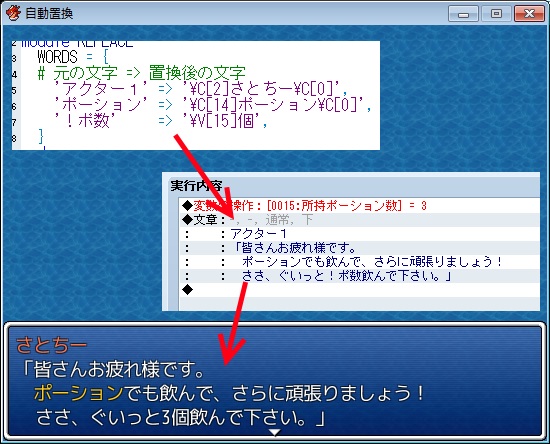 自動置換
2 module REPLACE
3 WORDS = {
4 # 元の文字 => 置換後の文字
5 'アクター１' => '\C[2]さとちー\C[0]',
6 'ポーション' => '\C[14]ポーション\C[0]',
7 '！ボ数' => '\V[15]個',
8 }
実行内容
◆変数の操作：[0015:所持ポーション数] = 3
◆文章：-, -, 通常, 下
：　：アクター１
：　：「皆さんお疲れ様です。
：　：　ポーションでも飲んで、さらに頑張りましょう！
：　：　ささ、ぐいっと！ボ数飲んで下さい。」
◆
さとちー
「皆さんお疲れ様です。
ポーションでも飲んで、さらに頑張りましょう！
ささ、ぐいっと3個飲んで下さい。」